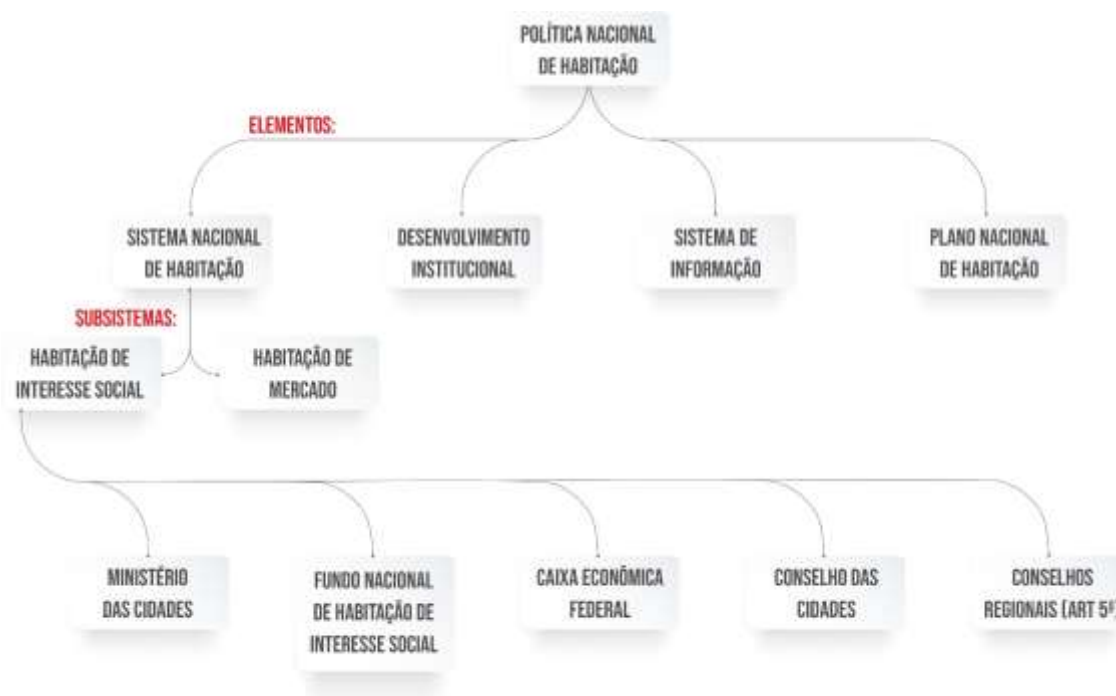 POLÍTICA NACIONAL
DE HABITAÇÃO
ELEMENTOS:
SISTEMA NACIONAL
DE HABITAÇÃO
DESENVOLVIMENTO
INSTITUCIONAL
SISTEMA DE
INFORMAÇÃO
PLANO NACIONAL
DE HABITAÇÃO
SUBSISTEMAS:
HABITAÇÃO DE
INTERESSE SOCIAL
HABITAÇÃO DE
MERCADO
MINISTÉRIO
DAS CIDADES
FUNDO NACIONAL
DE HABITAÇÃO DE
INTERESSE SOCIAL
CAIXA ECONÔMICA
FEDERAL
CONSELHO DAS
CIDADES
CONSELHOS
REGIONAIS (ART 5º)